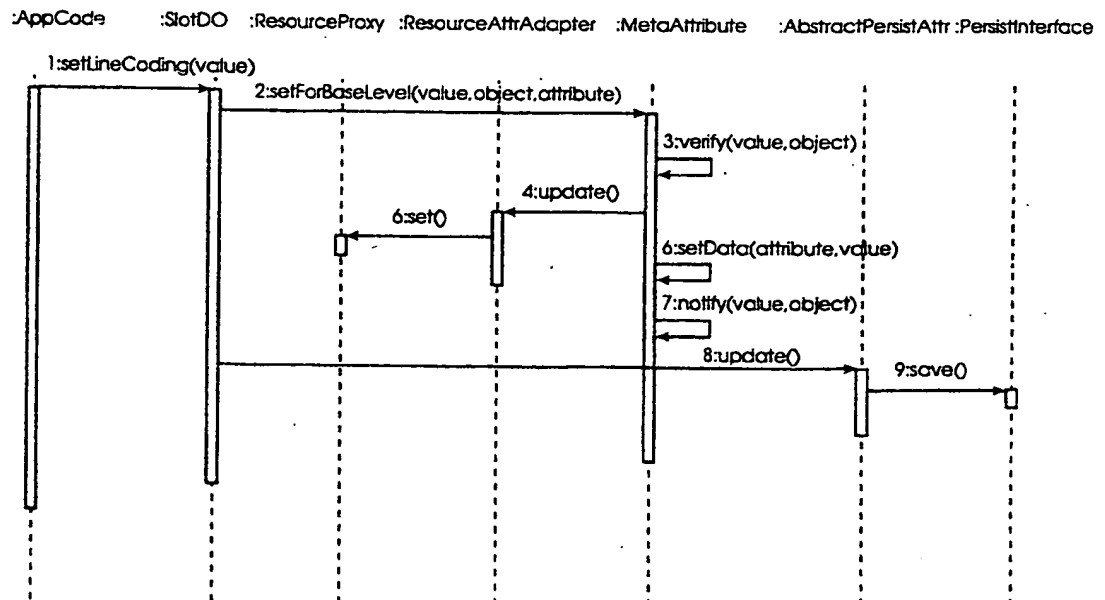 :AppCode :SlotDO :ResourceProxy :ResourceAttrAdapter :MetaAttribute :AbstractPersistAttr :PersistInterface
1:setLineCoding(value)
2:setForBaseLevel(value,object,attribute)
3:verify(value,object)
4:update()
6:set()
6:setData(attribute,value)
7:notify(value,object)
8:update()
9:save()